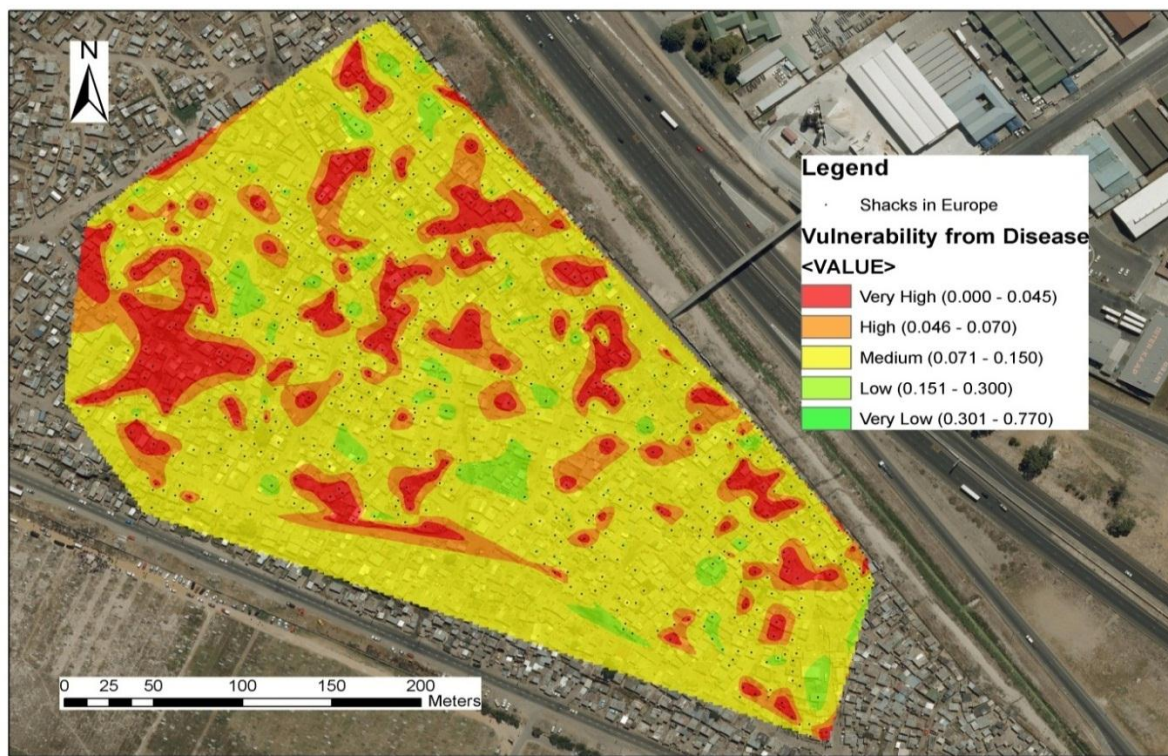 N
Legend
Shacks in Europe
Vulnerability from Disease
<VALUE>
Very High (0.000 - 0.045)
High (0.046 - 0.070)
Medium (0.071 - 0.150)
Low (0.151 - 0.300)
Very Low (0.301 - 0.770)
0 25 50 100 150 200
Meters